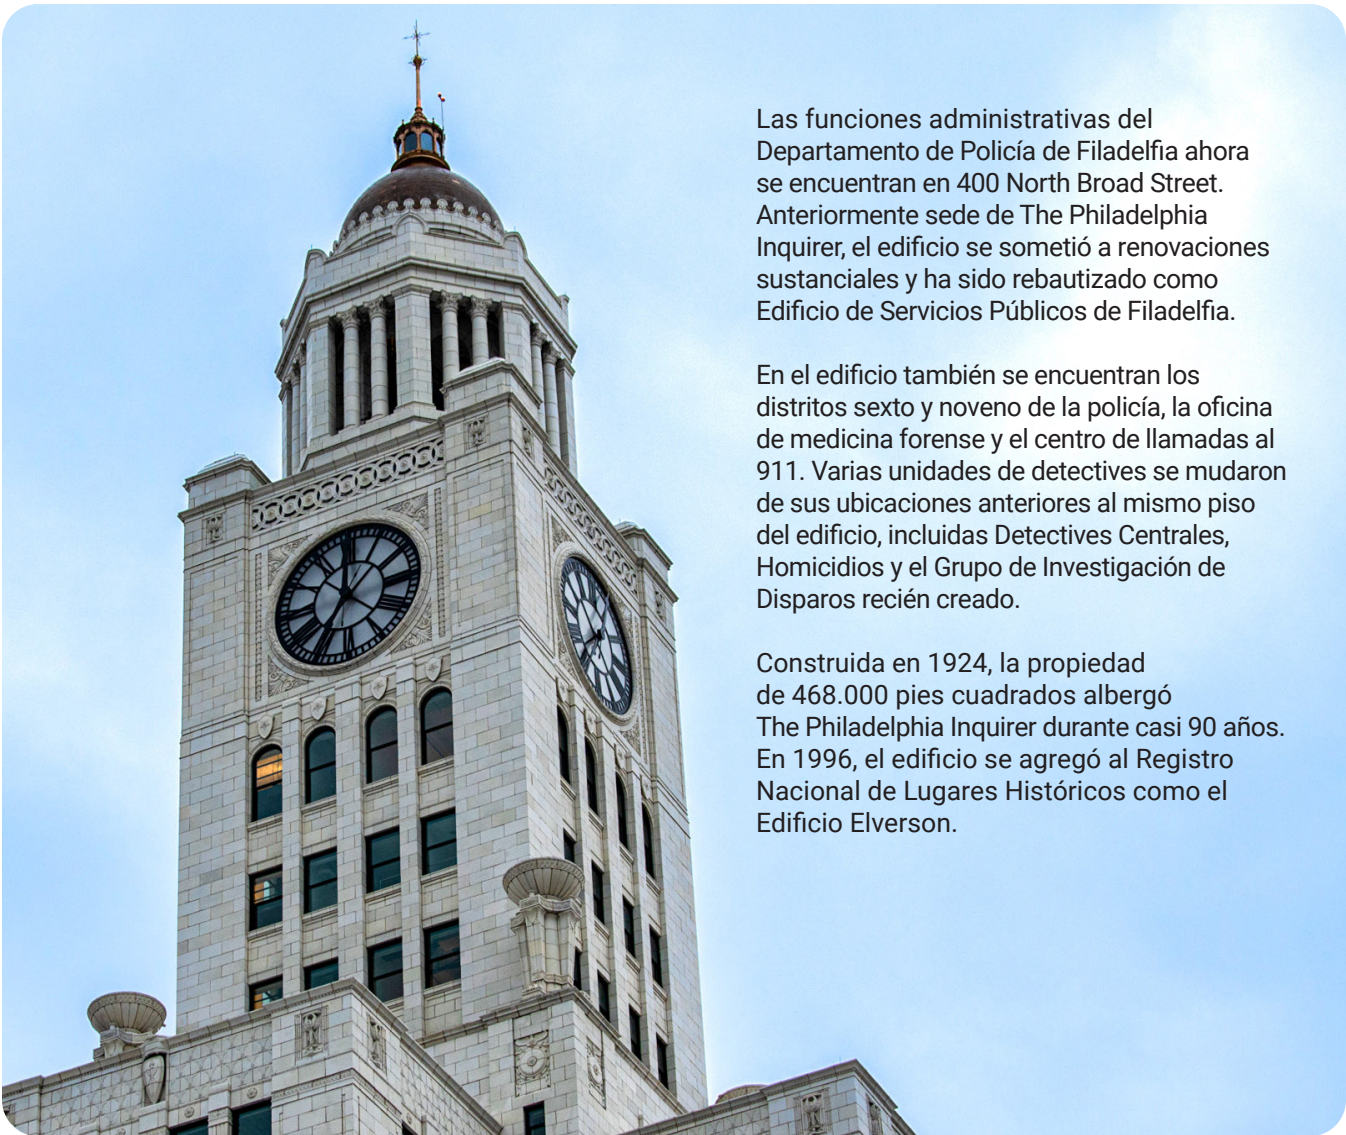 Las funciones administrativas del
Departamento de Policía de Filadelfia ahora
se encuentran en 400 North Broad Street.
Anteriormente sede de The Philadelphia
Inquirer, el edificio se sometió a renovaciones
sustanciales y ha sido rebautizado como
Edificio de Servicios Públicos de Filadelfia.
En el edificio también se encuentran los
distritos sexto y noveno de la policía, la oficina
de medicina forense y el centro de llamadas al
911. Varias unidades de detectives se mudaron
de sus ubicaciones anteriores al mismo piso
del edificio, incluidas Detectives Centrales,
Homicidios y el Grupo de Investigación de
Disparos recién creado.
Construida en 1924, la propiedad
de 468.000 pies cuadrados albergó
The Philadelphia Inquirer durante casi 90 años.
En 1996, el edificio se agregó al Registro
Nacional de Lugares Históricos como el
Edificio Elverson.